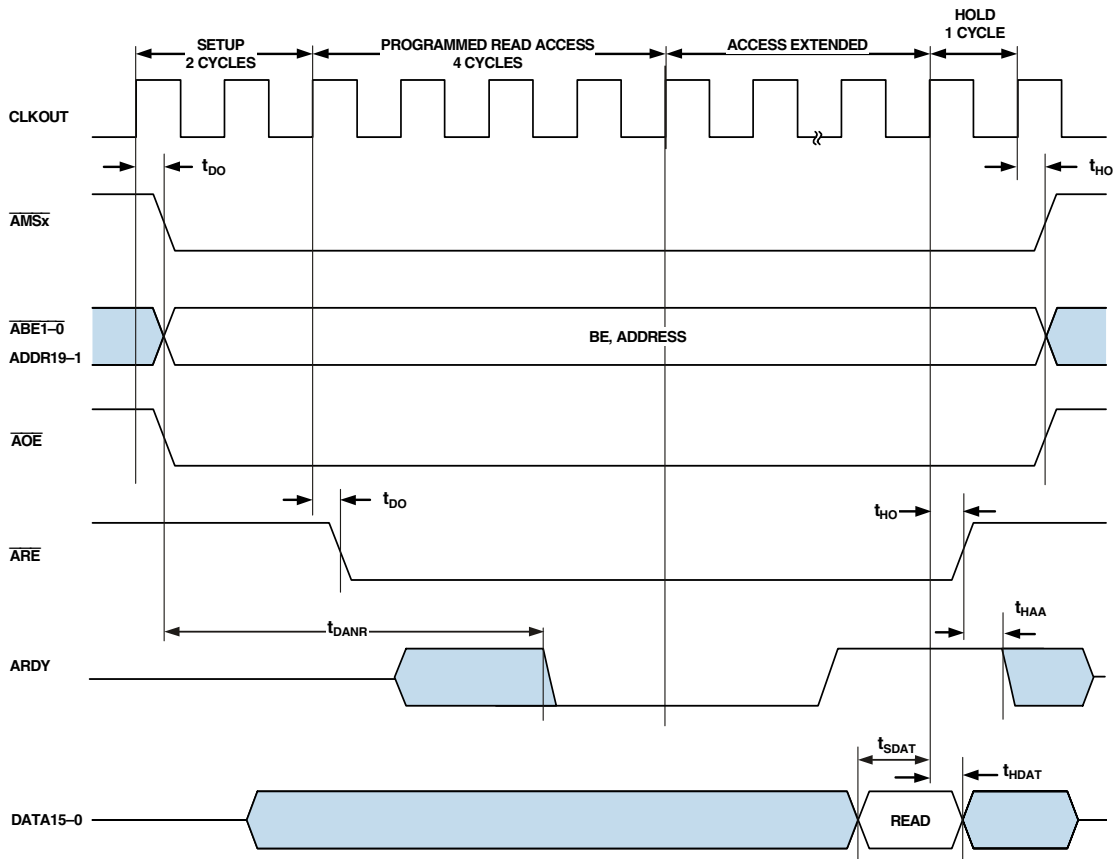 SETUP
2 CYCLES
PROGRAMMED READ ACCESS
4 CYCLES
ACCESS EXTENDED
HOLD
1 CYCLE
CLKOUT
tDO
tHO
AMSx
ABE1–0
BE, ADDRESS
ADDR19–1
AOE
tDO
tHO
ARE
tDANR
tHAA
ARDY
tSDAT
tHDAT
DATA15–0
READ